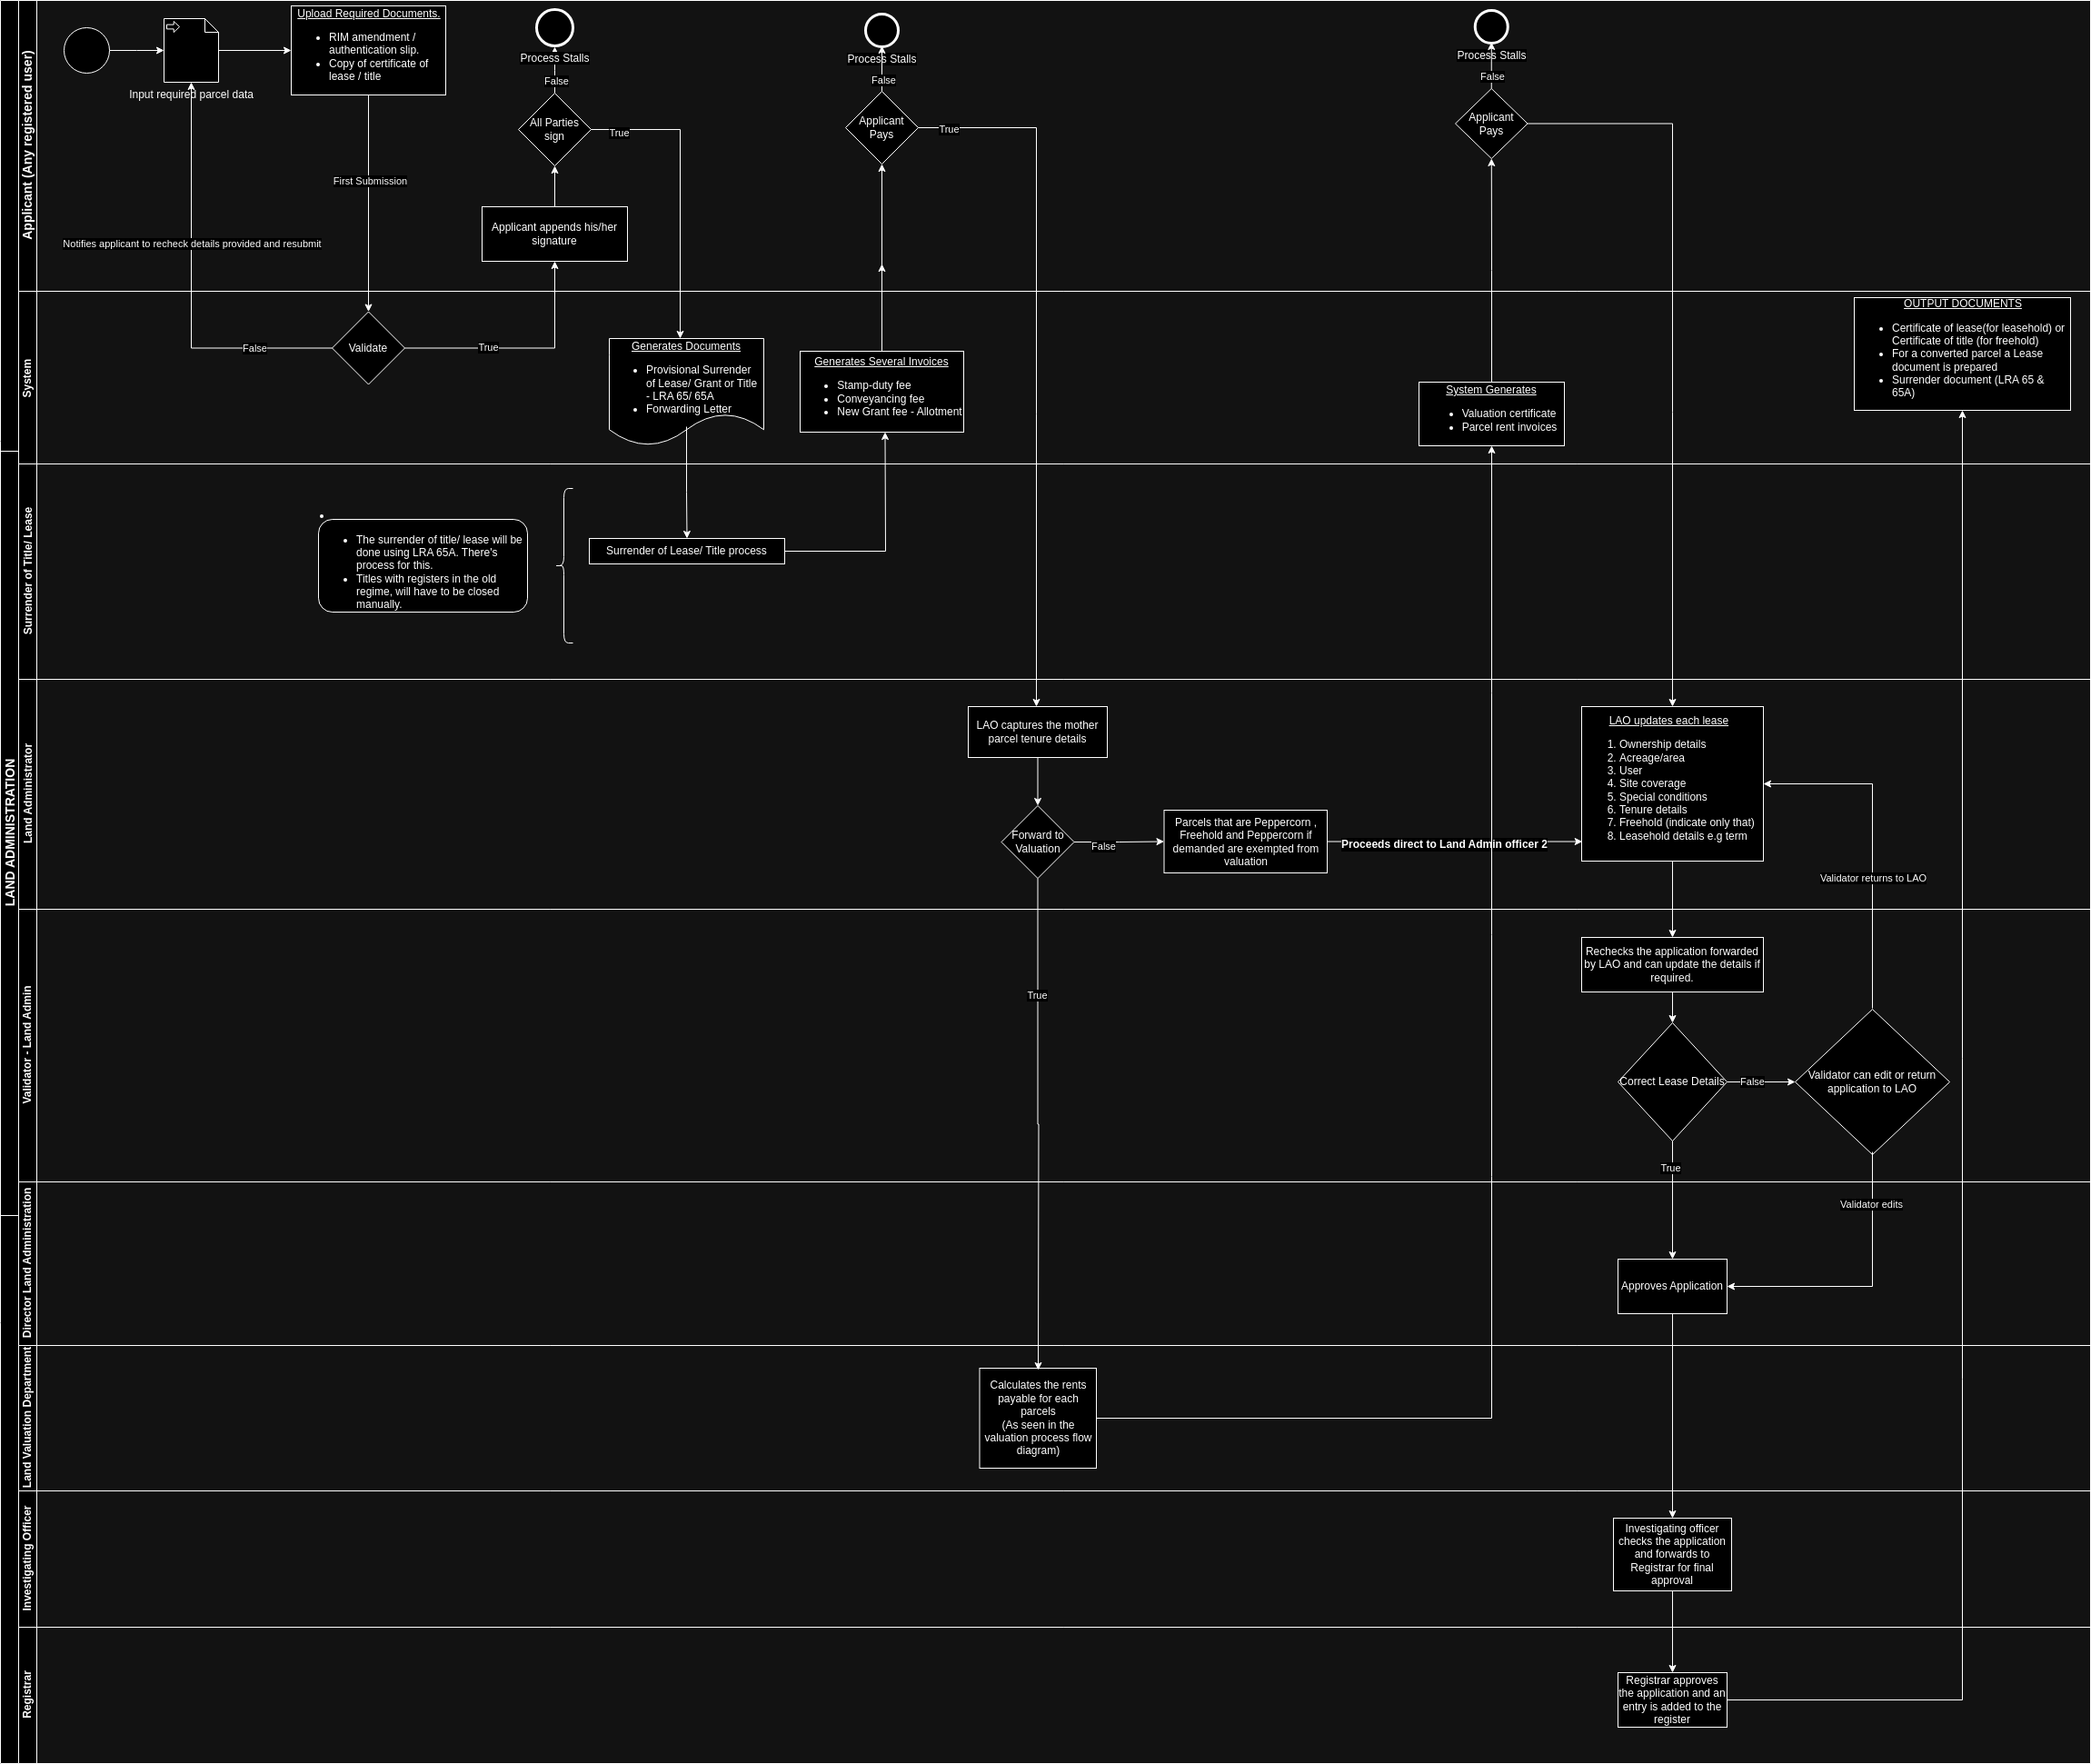 LAND ADMINISTRATION
Applicant (Any registered user)
Input required parcel data
Upload Required Documents.
• RIM amendment /
authentication slip.
• Copy of certificate of
lease / title
First Submission
Notifies applicant to recheck details provided and resubmit
Process Stalls
False
All Parties
sign
True
Applicant appends his/her
signature
Process Stalls
False
Applicant
Pays
True
Process Stalls
False
Applicant
Pays
System
Validate
False
True
Generates Documents
• Provisional Surrender
of Lease/ Grant or Title
- LRA 65/ 65A
• Forwarding Letter
Generates Several Invoices
• Stamp-duty fee
• Conveyancing fee
• New Grant fee - Allotment
System Generates
• Valuation certificate
• Parcel rent invoices
OUTPUT DOCUMENTS
• Certificate of lease(for leasehold) or
Certificate of title (for freehold)
• For a converted parcel a Lease
document is prepared
• Surrender document (LRA 65 &
65A)
Surrender of Title/ Lease
•
• The surrender of title/ lease will be
done using LRA 65A. There's
process for this.
• Titles with registers in the old
regime, will have to be closed
manually.
Surrender of Lease/ Title process
Land Administrator
LAO captures the mother
parcel tenure details
Forward to
Valuation
False
Parcels that are Peppercorn ,
Freehold and Peppercorn if
demanded are exempted from
valuation
Proceeds direct to Land Admin officer 2
LAO updates each lease
1. Ownership details
2. Acreage/area
3. User
4. Site coverage
5. Special conditions
6. Tenure details
7. Freehold (indicate only that)
8. Leasehold details e.g term
Validator returns to LAO
Validator - Land Admin
True
Rechecks the application forwarded
by LAO and can update the details if
required.
Correct Lease Details
False
Validator can edit or return
application to LAO
True
Director Land Administration
Validator edits
Approves Application
Land Valuation Department
Calculates the rents
payable for each
parcels
(As seen in the
valuation process flow
diagram)
Investigating Officer
Investigating officer
checks the application
and forwards to
Registrar for final
approval
Registrar
Registrar approves
the application and an
entry is added to the
register